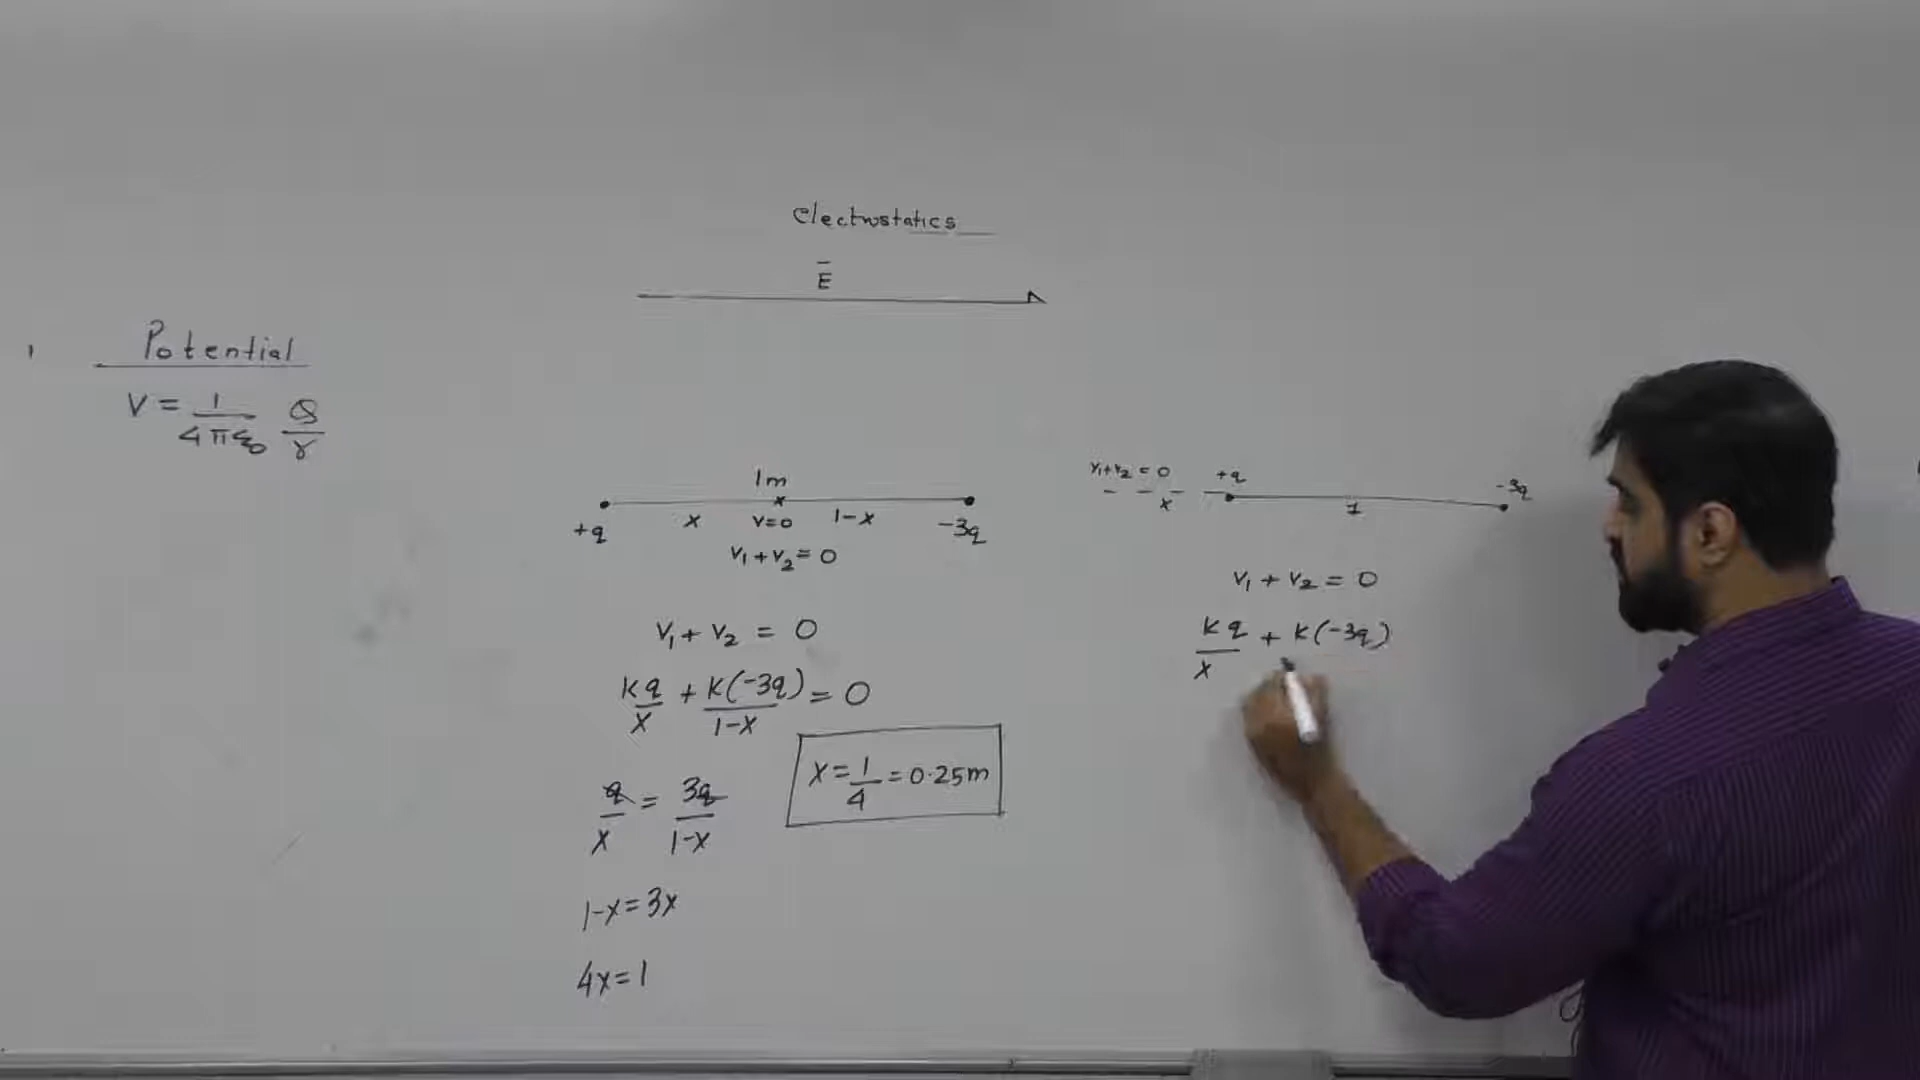 Electrostatics
E
Potential
V = 1/4πε0 Q/r
1m
+q x V=0 1-x -3q
V1 + V2 = 0
V1 + V2 = 0
kq/x + k(-3q)/1-x = 0
q/x = 3q/1-x
x = 1/4 = 0.25m
1-x=3x
4x=1
V1+V2 = 0 +q -3q
x 1
V1 + V2 = 0
kq/x + k(-3q)